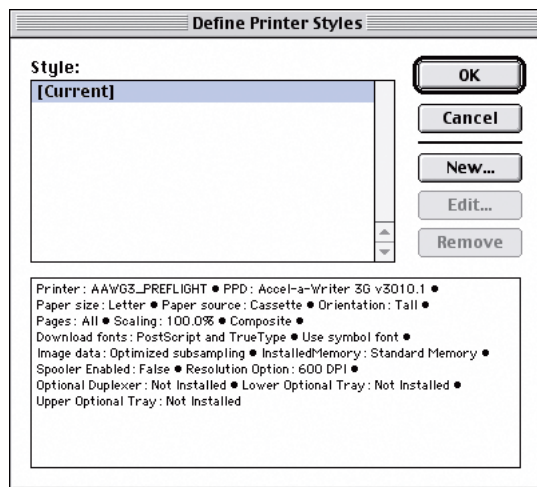 Define Printer Styles
Style:
[Current]
OK
Cancel
New...
Edit...
Remove
Printer: AAWG3_PREFLIGHT ● PPD: Accel-a-Writer 3G v3010.1 ●
Paper size: Letter ● Paper source: Cassette ● Orientation: Tall ●
Pages: All ● Scaling: 100.0% ● Composite ●
Download fonts: PostScript and TrueType ● Use symbol font ●
Image data: Optimized subsampling ● InstalledMemory: Standard Memory ●
Spooler Enabled: False ● Resolution Option: 600 DPI ●
Optional Duplexer: Not Installed ● Lower Optional Tray: Not Installed ●
Upper Optional Tray: Not Installed